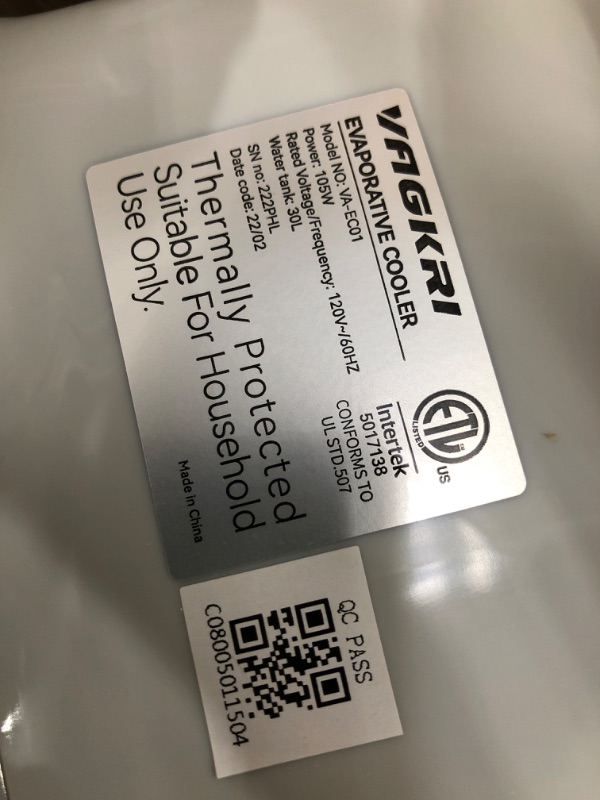 VAGKRI
EVAPORATIVE COOLER
Model NO: VA-EC01
Power: 105W
Rated Voltage/Frequency: 120V~/60HZ
Water tank: 30L
SN no: 222PHL
Date code: 22/02
Thermally Protected
Suitable For Household
Use Only.
ETL
LISTED
US
Intertek
5017138
CONFORMS TO
UL STD.507
Made in China
QC PASS
C08005011504